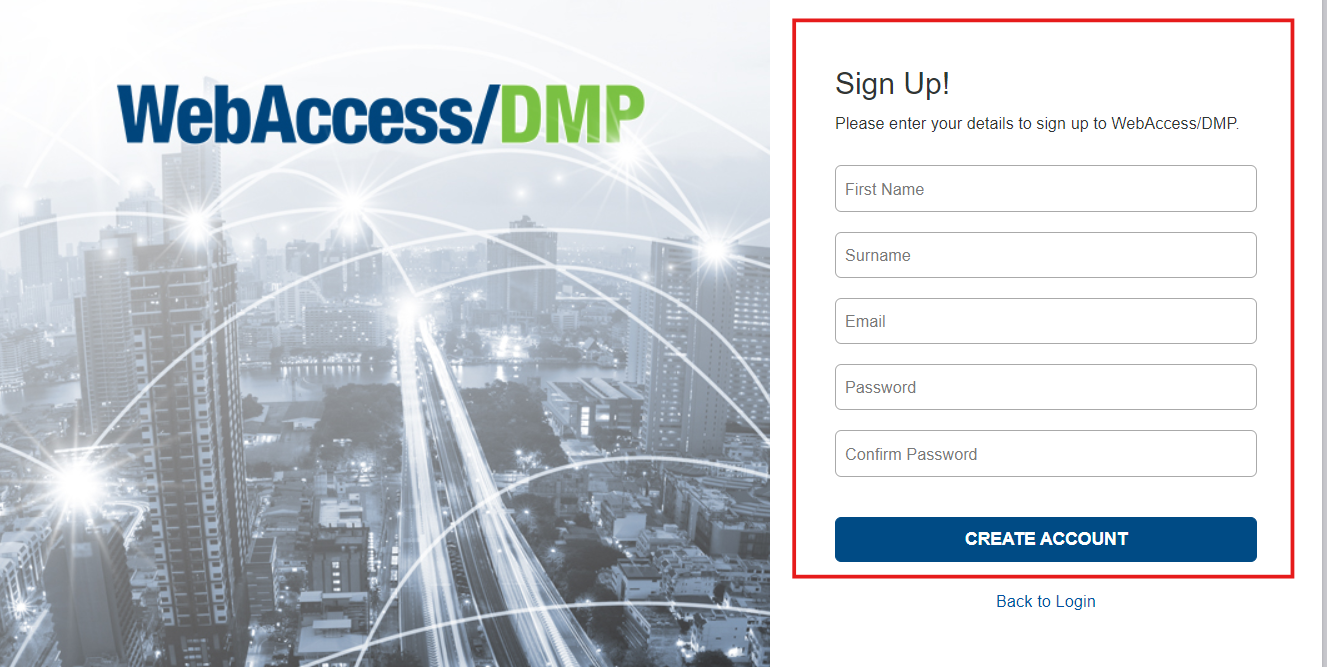 WebAccess/DMP
Sign Up!
Please enter your details to sign up to WebAccess/DMP.
First Name
Surname
Email
Password
Confirm Password
CREATE ACCOUNT
Back to Login